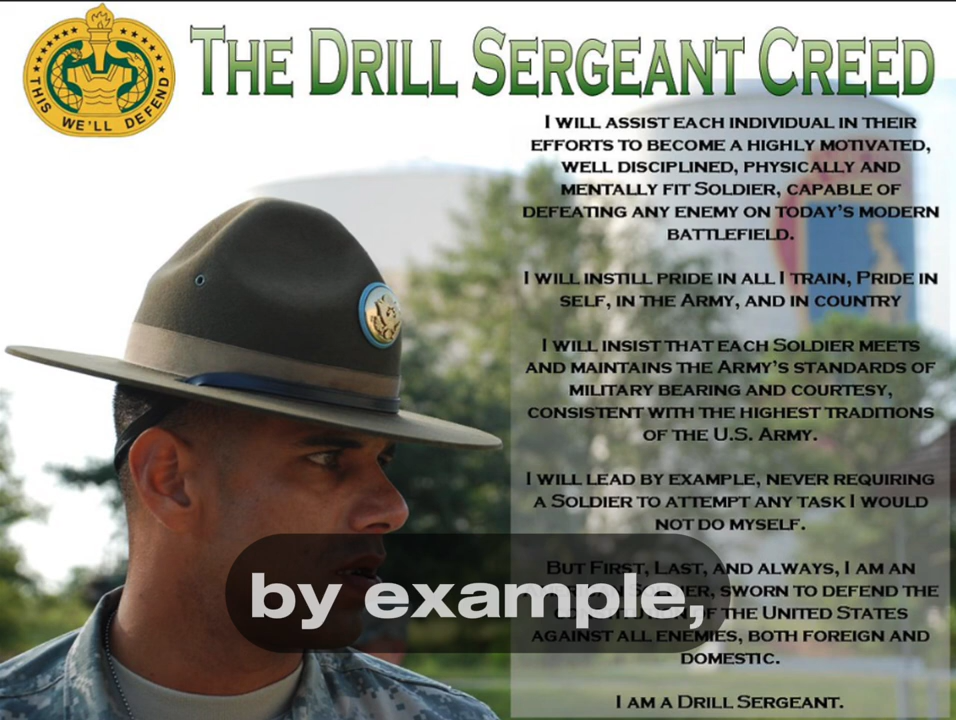 THIS WE'LL DEFEND
THE DRILL SERGEANT CREED
I WILL ASSIST EACH INDIVIDUAL IN THEIR
EFFORTS TO BECOME A HIGHLY MOTIVATED,
WELL DISCIPLINED, PHYSICALLY AND
MENTALLY FIT SOLDIER, CAPABLE OF
DEFEATING ANY ENEMY ON TODAY'S MODERN
BATTLEFIELD.
I WILL INSTILL PRIDE IN ALL I TRAIN, PRIDE IN
SELF, IN THE ARMY, AND IN COUNTRY
I WILL INSIST THAT EACH SOLDIER MEETS
AND MAINTAINS THE ARMY'S STANDARDS OF
MILITARY BEARING AND COURTESY,
CONSISTENT WITH THE HIGHEST TRADITIONS
OF THE U.S. ARMY.
I WILL LEAD BY EXAMPLE, NEVER REQUIRING
A SOLDIER TO ATTEMPT ANY TASK I WOULD
NOT DO MYSELF.
BUT FIRST, LAST, AND ALWAYS, I AM AN
SWORN TO DEFEND THE
by example,
OF THE UNITED STATES
AGAINST ALL ENEMIES, BOTH FOREIGN AND
DOMESTIC.
I AM A DRILL SERGEANT.